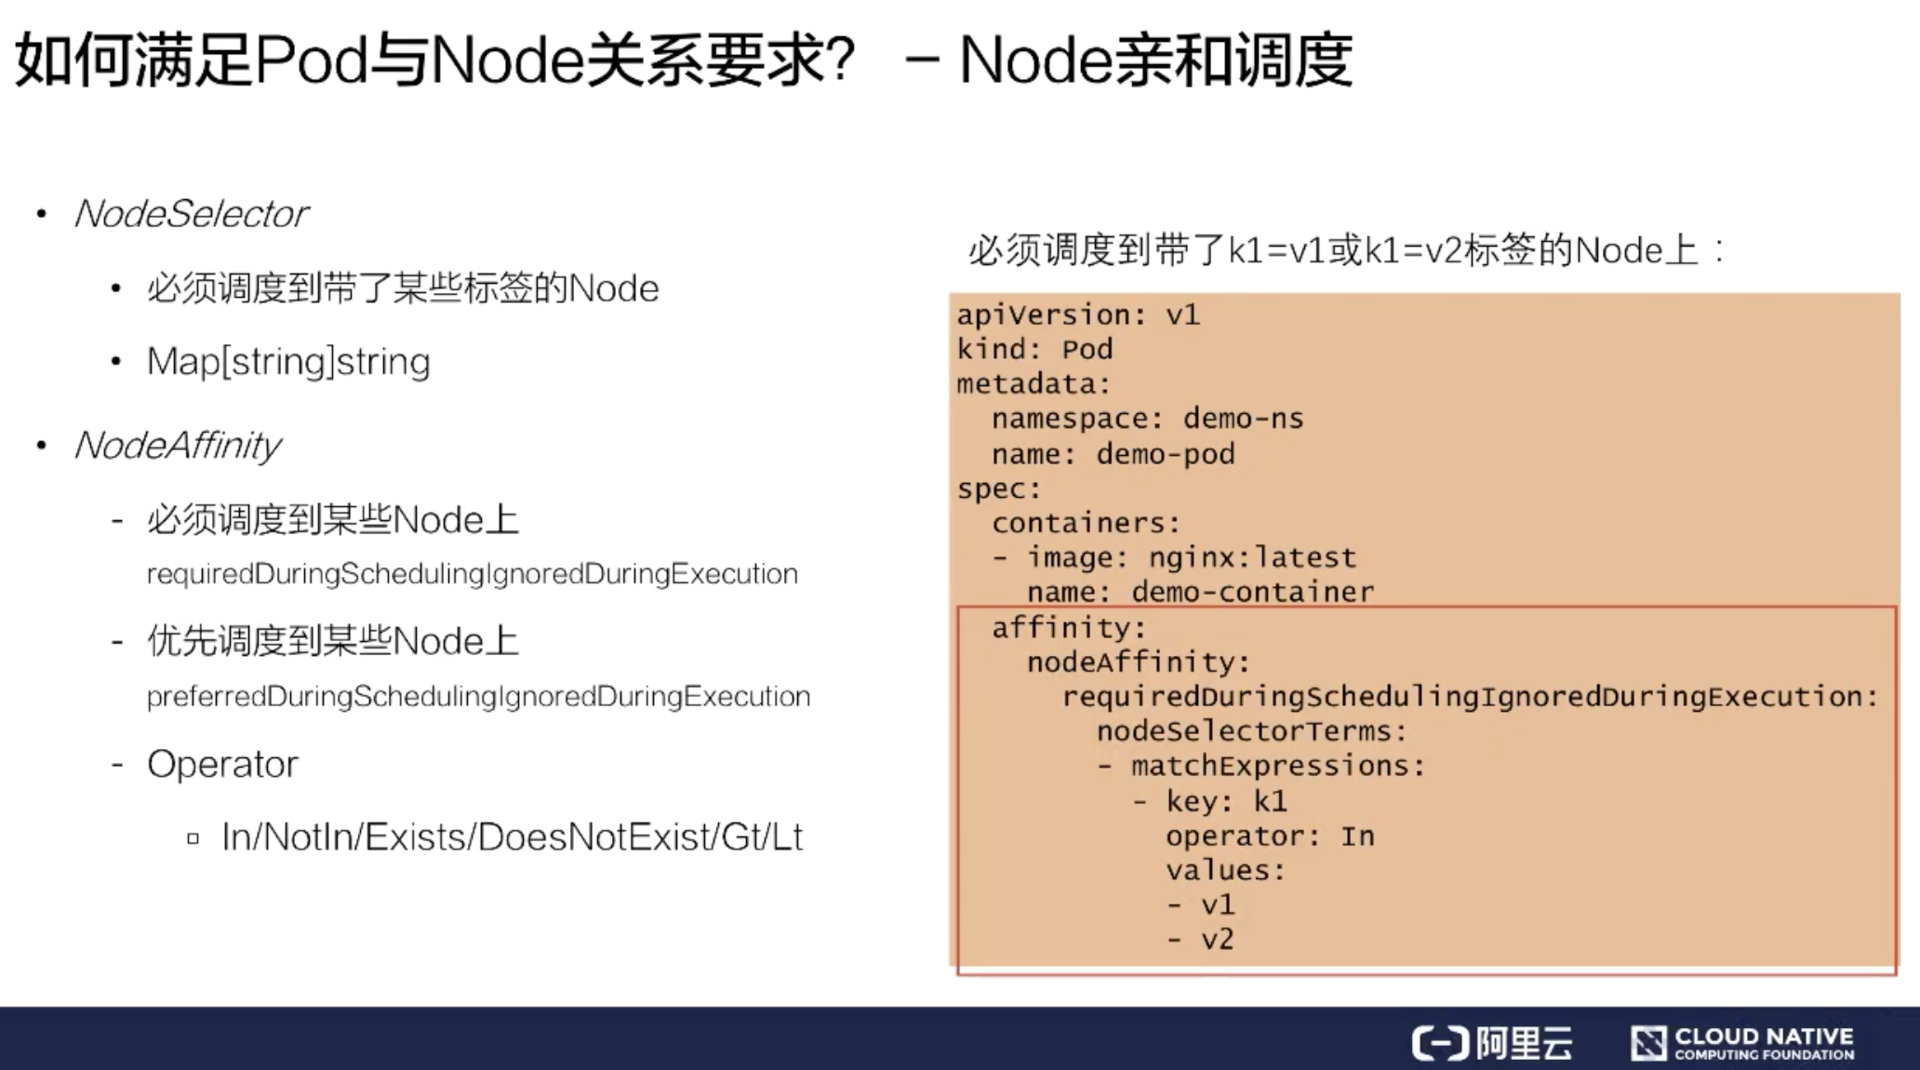 如何满足Pod与Node关系要求? – Node亲和调度
• NodeSelector
• 必须调度到带了某些标签的Node
• Map[string]string
• NodeAffinity
- 必须调度到某些Node上
requiredDuringSchedulingIgnoredDuringExecution
- 优先调度到某些Node上
preferredDuringSchedulingIgnoredDuringExecution
- Operator
▫ In/NotIn/Exists/DoesNotExist/Gt/Lt
必须调度到带了k1=v1或k1=v2标签的Node上：
apiVersion: v1
kind: Pod
metadata:
  namespace: demo-ns
  name: demo-pod
spec:
  containers:
  - image: nginx:latest
    name: demo-container
  affinity:
    nodeAffinity:
      requiredDuringSchedulingIgnoredDuringExecution:
        nodeSelectorTerms:
        - matchExpressions:
          - key: k1
            operator: In
            values:
            - v1
            - v2
阿里云
CLOUD NATIVE
COMPUTING FOUNDATION